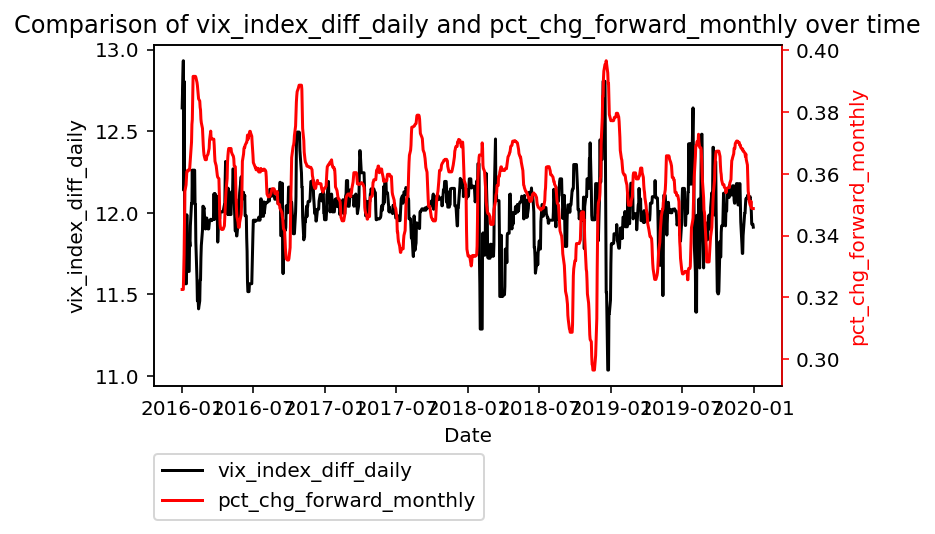 Comparison of vix_index_diff_daily and pct_chg_forward_monthly over time
13.0
12.5
12.0
11.5
11.0
vix_index_diff_daily
0.40
0.38
0.36
0.34
0.32
0.30
pct_chg_forward_monthly
2016-01 2016-07 2017-01 2017-07 2018-01 2018-07 2019-01 2019-07 2020-01
Date
vix_index_diff_daily
pct_chg_forward_monthly